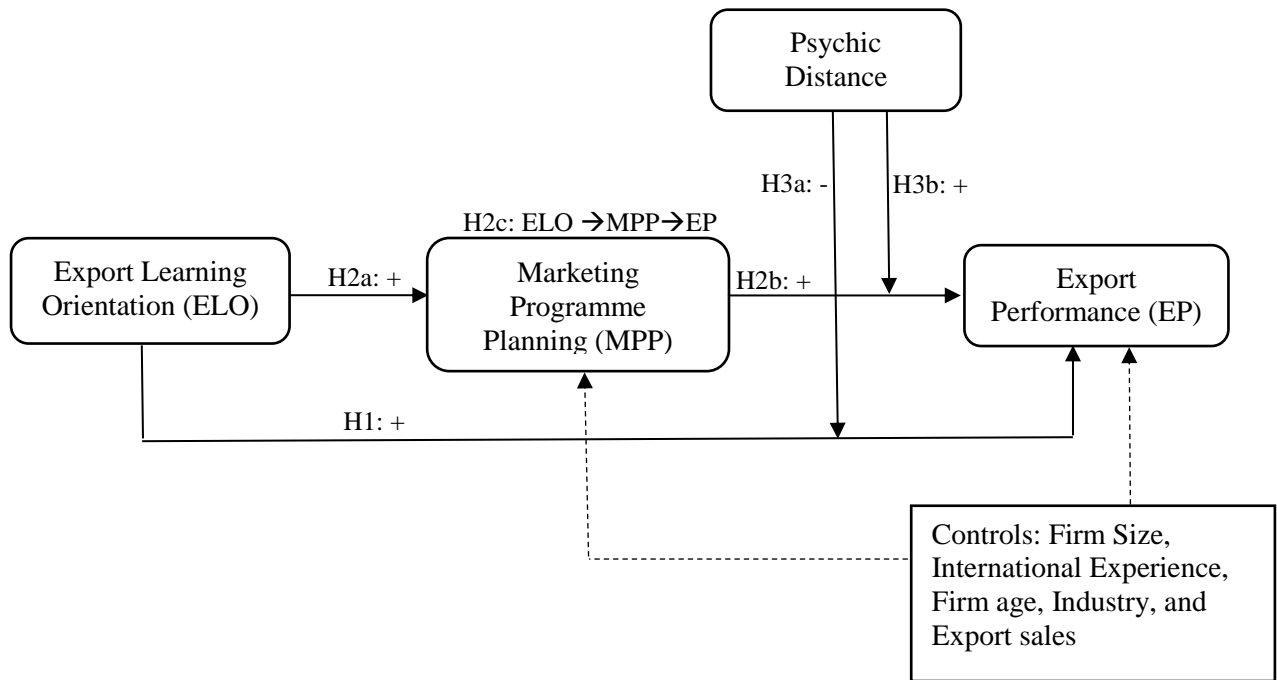 Psychic
Distance
H3a: -
H3b: +
H2c: ELO →MPP→EP
Export Learning
Orientation (ELO)
H2a: +
Marketing
Programme
Planning (MPP)
H2b: +
Export
Performance (EP)
H1: +
Controls: Firm Size,
International Experience,
Firm age, Industry, and
Export sales